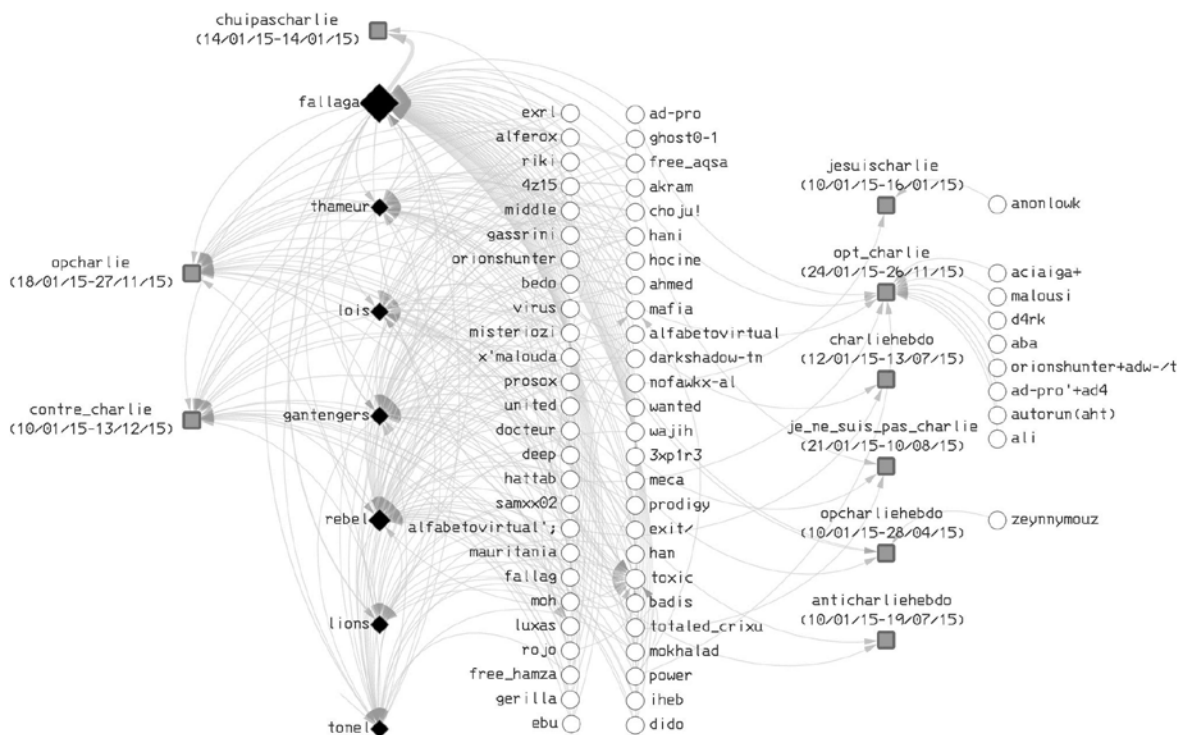 chuipascharlie
(14/01/15-14/01/15)
fallaga
thameur
opcharlie
(18/01/15-27/11/15)
lois
contre_charlie
(10/01/15-13/12/15)
gantengers
rebel
lions
tonel
exrl
alferox
riki
4z15
middle
gassrini
orionshunter
bedo
virus
misteriozi
x'malouda
prosox
united
docteur
deep
hattab
samxx02
alfabetovirtual';
mauritania
fallag
moh
luxas
rojo
free_hamza
gerilla
ebu
ad-pro
ghost0-1
free_aqsa
akram
choju!
hani
hocine
ahmed
mafia
alfabetovirtual
darkshadow-tn
nofawkx-al
wanted
wajih
3xp1r3
meca
prodigy
exit/
han
toxic
badis
totaled_crixu
mokhalad
power
iheb
dido
jesuischarlie
(10/01/15-16/01/15)
opt_charlie
(24/01/15-26/11/15)
charliehebdo
(12/01/15-13/07/15)
je_ne_suis_pas_charlie
(21/01/15-10/08/15)
opcharliehebdo
(10/01/15-28/04/15)
anticharliehebdo
(10/01/15-19/07/15)
anonlowk
aciaiga+
malousi
d4rk
aba
orionshunter+adw-/t
ad-pro'+ad4
autorun(aht)
ali
zeynnymouz